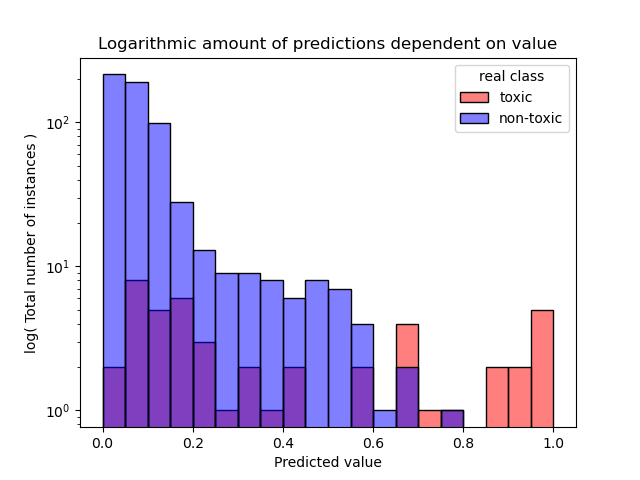 Logarithmic amount of predictions dependent on value
real class
toxic
non-toxic
log( Total number of instances )
10²
10¹
10⁰
0.0 0.2 0.4 0.6 0.8 1.0
Predicted value